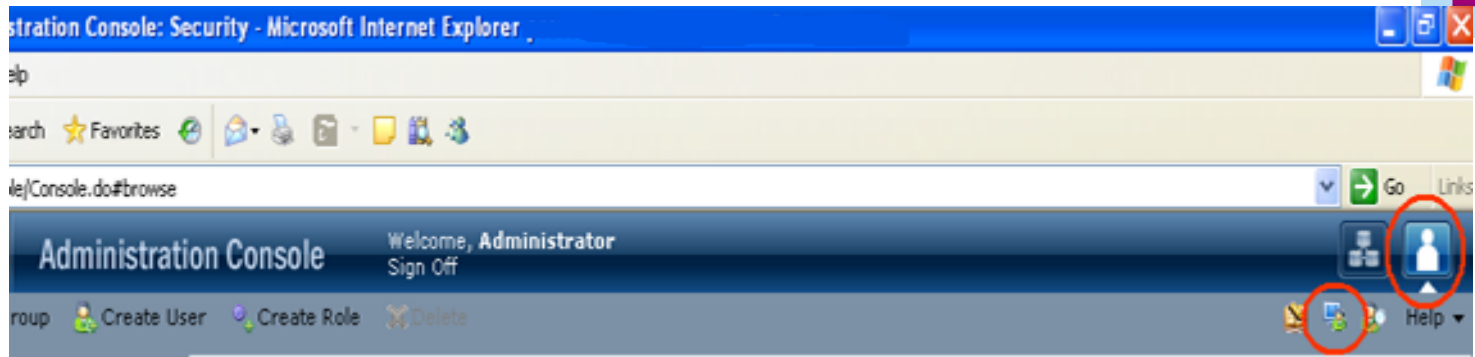 stration Console: Security - Microsoft Internet Explorer
elp
earch Favorites
le/Console.do#browse Go Links
Administration Console Welcome, Administrator
Sign Off
roup Create User Create Role Delete Help